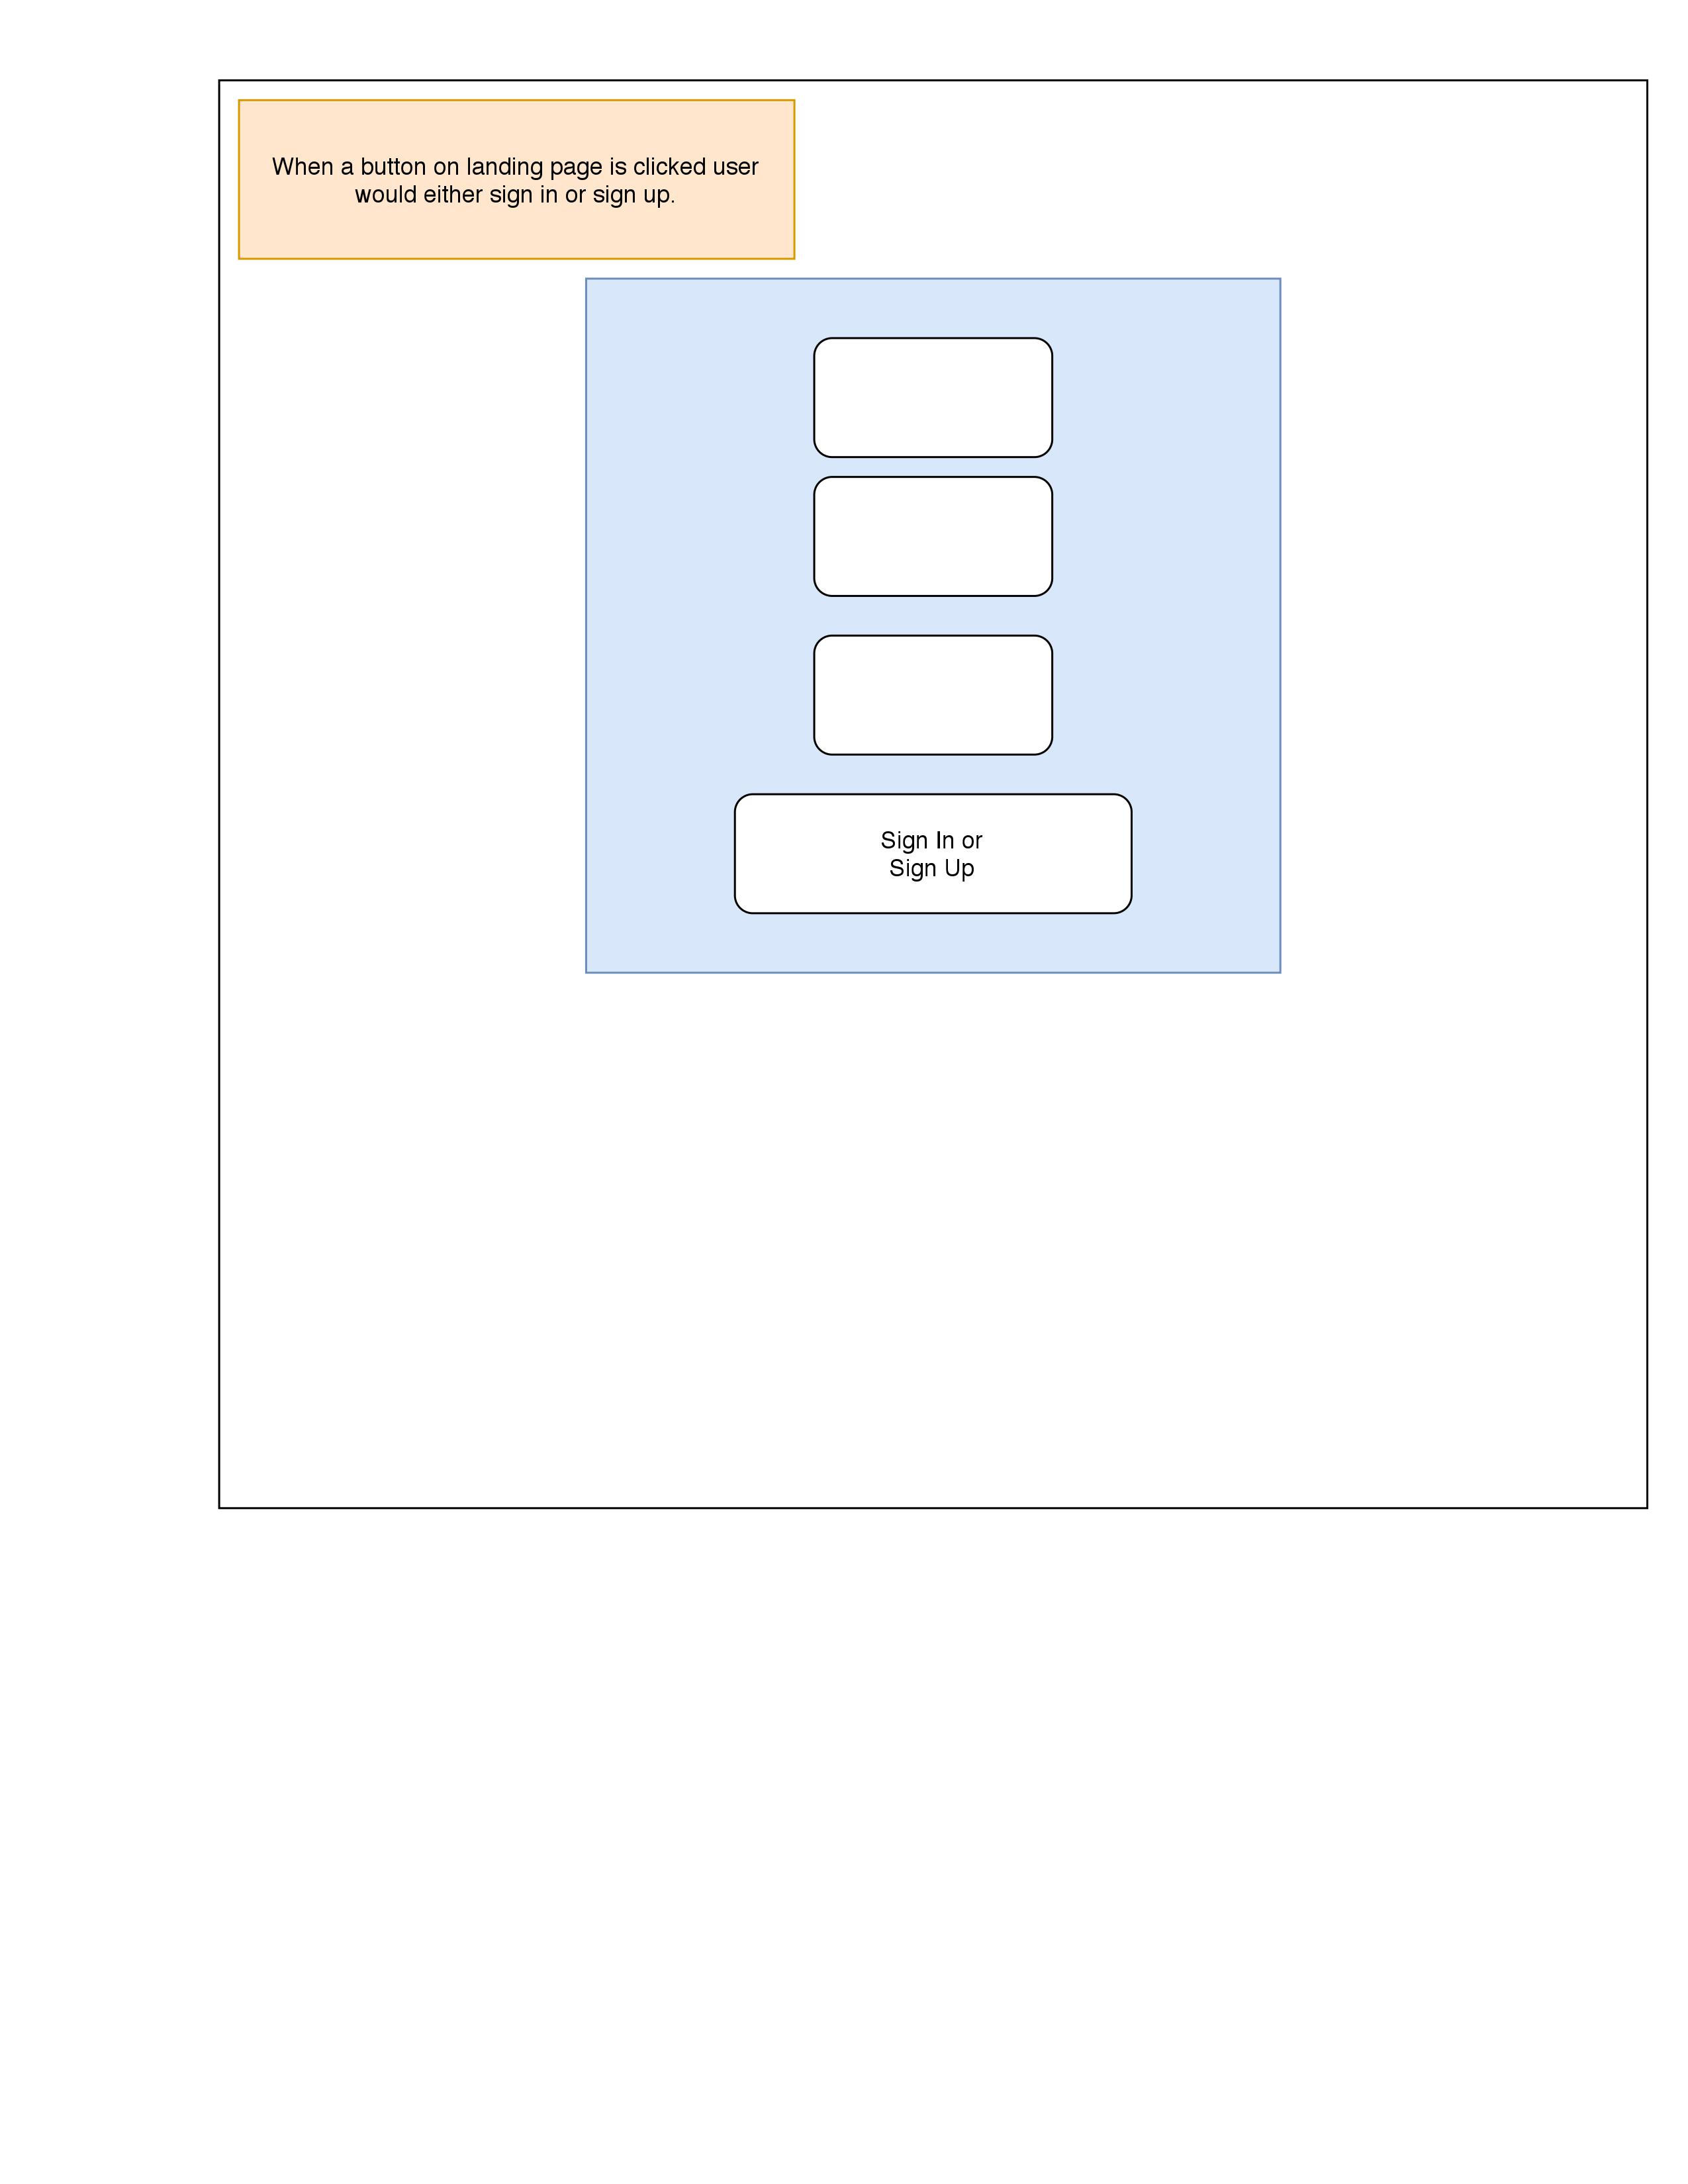 When a button on landing page is clicked user
would either sign in or sign up.
Sign In or
Sign Up